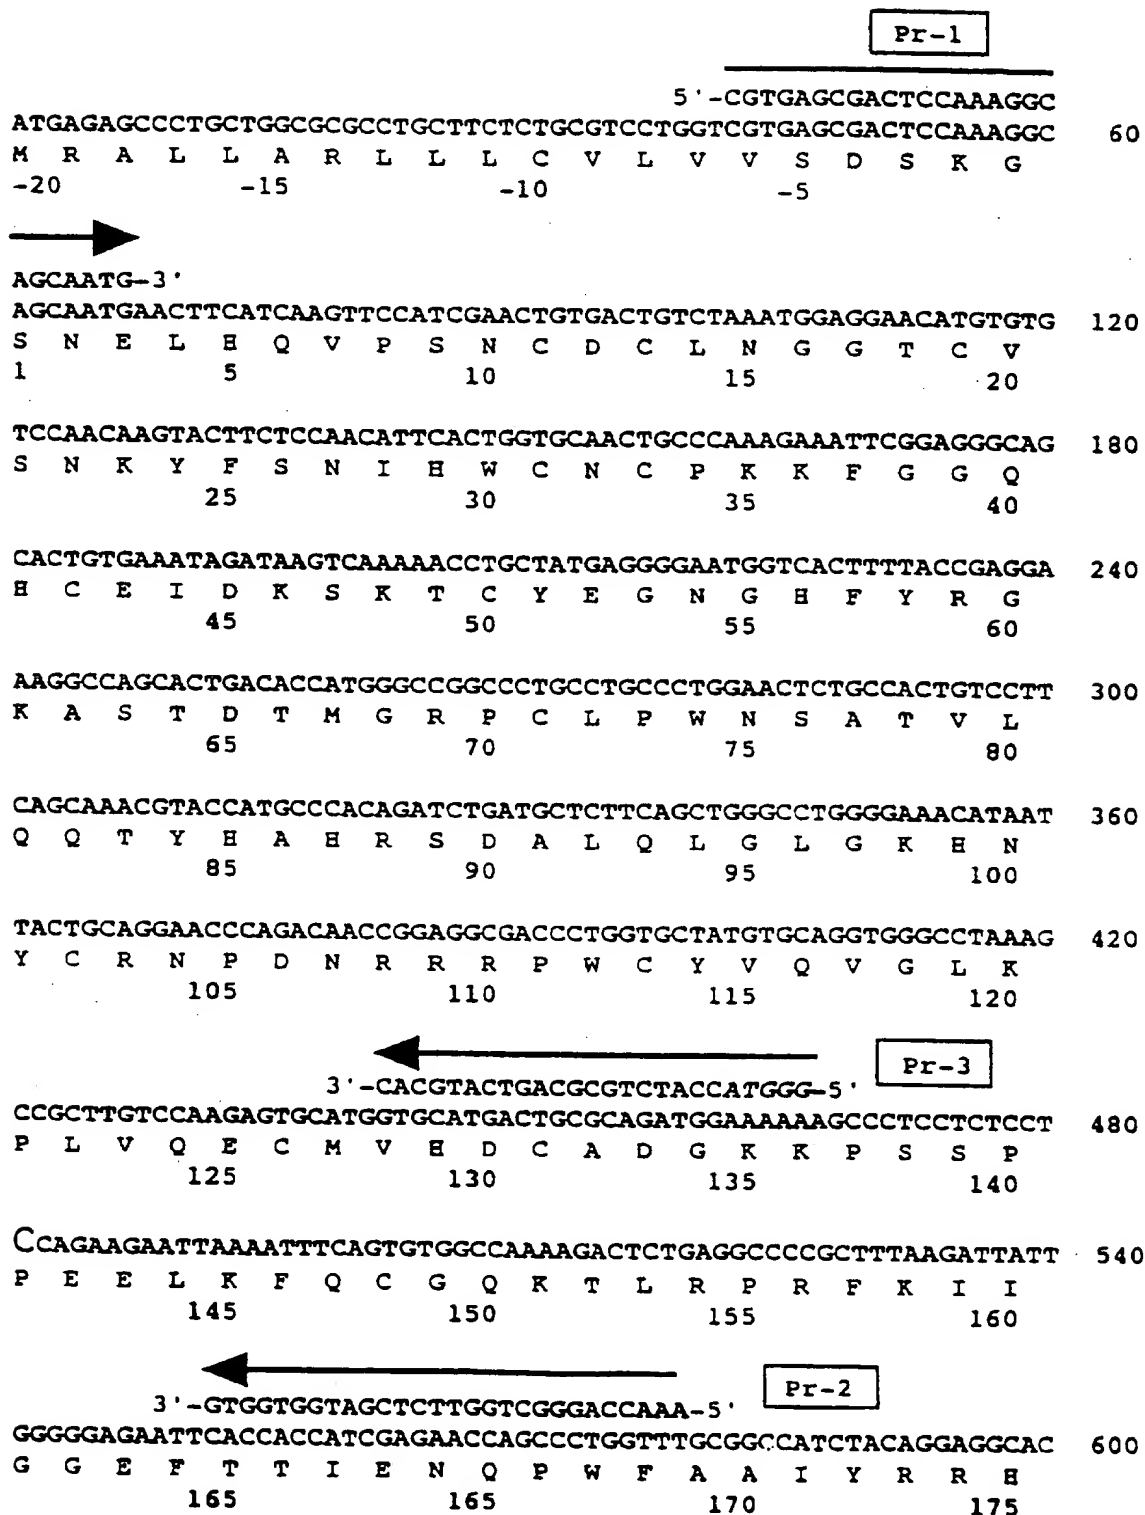 Pr-1
5'-CGTGAGCGACTCCAAAGGC
ATGAGAGCCCTGCTGGCGCGCCTGCTTCTCTGCGTCCTGGTCGTGAGCGACTCCAAAGGC 60
M R A L L A R L L L C V L V V S D S K G
-20 -15 -10 -5
AGCAATG-3'
AGCAATGAACTTCATCAAGTTCCATCGAACTGTGACTGTCTAAATGGAGGAACATGTGTG 120
S N E L H Q V P S N C D C L N G G T C V
1 5 10 15 20
TCCAACAAGTACTTCTCCAACATTCACTGGTGCAACTGCCCAAAGAAATTCGGAGGGCAG 180
S N K Y F S N I H W C N C P K K F G G Q
25 30 35 40
CACTGTGAAATAGATAAGTCAAAAACCTGCTATGAGGGGAATGGTCACTTTTACCGAGGA 240
H C E I D K S K T C Y E G N G H F Y R G
45 50 55 60
AAGGCCAGCACTGACACCATGGGCCGGCCCTGCCTGCCCTGGAACTCTGCCACTGTCCTT 300
K A S T D T M G R P C L P W N S A T V L
65 70 75 80
CAGCAAACGTACCATGCCCACAGATCTGATGCTCTTCAGCTGGGCCTGGGGAAACATAAT 360
Q Q T Y H A H R S D A L Q L G L G K H N
85 90 95 100
TACTGCAGGAACCCAGACAACCGGAGGCGACCCTGGTGCTATGTGCAGGTGGGCCTAAAG 420
Y C R N P D N R R R P W C Y V Q V G L K
105 110 115 120
Pr-3
3'-CACGTACTGACGCGTCTACCATGGG-5'
CCGCTTGTCCAAGAGTGCATGGTGCATGACTGCGCAGATGGAAAAAAGCCCTCCTCTCCT 480
P L V Q E C M V H D C A D G K K P S S P
125 130 135 140
CCAGAAGAATTAAAATTTCAGTGTGGCCAAAAGACTCTGAGGCCCCGCTTTAAGATTATT 540
P E E L K F Q C G Q K T L R P R F K I I
145 150 155 160
Pr-2
3'-GTGGTGGTAGCTCTTGGTCGGGACCAAA-5'
GGGGGAGAATTCACCACCATCGAGAACCAGCCCTGGTTTGCGGCCATCTACAGGAGGCAC 600
G G E F T T I E N Q P W F A A I Y R R H
165 165 170 175